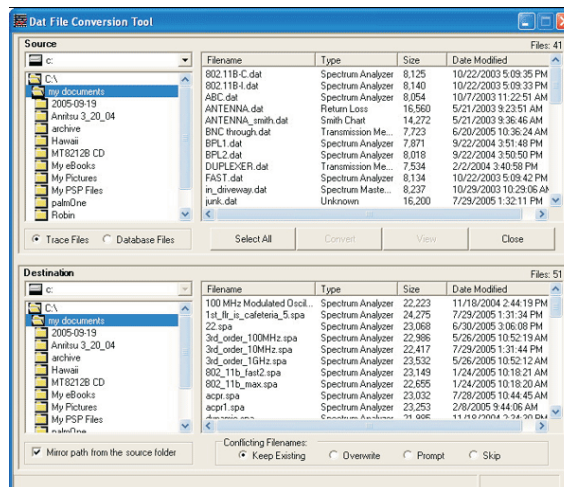 Dat File Conversion Tool
Source
Files: 41
c:
C:\
my documents
2005-09-19
Anritsu 3_20_04
archive
Hawaii
MT8212B CD
My eBooks
My Pictures
My PSP Files
palmOne
Robin
Filename Type Size Date Modified
802.11B-C.dat Spectrum Analyzer 8,125 10/22/2003 5:09:35 PM
802.11B-I.dat Spectrum Analyzer 8,140 10/22/2003 5:09:33 PM
ABC.dat Spectrum Analyzer 8,054 10/7/2003 11:22:51 AM
ANTENNA.dat Return Loss 16,560 5/21/2003 9:23:51 AM
ANTENNA_smith.dat Smith Chart 14,272 5/21/2003 9:36:46 AM
BNC through.dat Transmission Me... 7,723 6/20/2005 10:36:24 AM
BPL1.dat Spectrum Analyzer 7,871 9/22/2004 3:51:48 PM
BPL2.dat Spectrum Analyzer 8,018 9/22/2004 3:50:50 PM
DUPLEXER.dat Transmission Me... 7,534 2/2/2004 3:40:58 PM
FAST.dat Spectrum Analyzer 8,134 10/22/2003 5:09:42 PM
in_driveway.dat Spectrum Maste... 8,237 10/29/2003 10:29:06 AM
junk.dat Unknown 16,200 7/29/2005 1:32:11 PM
Trace Files Database Files
Select All Convert View Close
Destination
Files: 51
c:
C:\
my documents
2005-09-19
Anritsu 3_20_04
archive
Hawaii
MT8212B CD
My eBooks
My Pictures
My PSP Files
palmOne
Filename Type Size Date Modified
100 MHz Modulated Oscil... Spectrum Analyzer 22,223 11/18/2004 2:44:19 PM
1st_flr_is_cafeteria_5.spa Spectrum Analyzer 24,275 7/29/2005 1:31:34 PM
22.spa Spectrum Analyzer 23,068 6/30/2005 3:06:08 PM
3rd_order_100MHz.spa Spectrum Analyzer 22,986 5/26/2005 10:52:19 AM
3rd_order_10MHz.spa Spectrum Analyzer 22,417 7/29/2005 1:31:44 PM
3rd_order_1GHz.spa Spectrum Analyzer 23,532 5/26/2005 10:52:12 AM
802_11b_fast2.spa Spectrum Analyzer 23,149 1/24/2005 10:18:21 AM
802_11b_max.spa Spectrum Analyzer 22,655 1/24/2005 10:18:20 AM
acpr.spa Spectrum Analyzer 23,032 7/28/2005 10:44:45 AM
acpr1.spa Spectrum Analyzer 23,253 2/8/2005 9:44:06 AM
dynamic.spa Spectrum Analyzer 21,985 11/18/2004 2:34:20 PM
Mirror path from the source folder
Conflicting Filenames:
Keep Existing Overwrite Prompt Skip